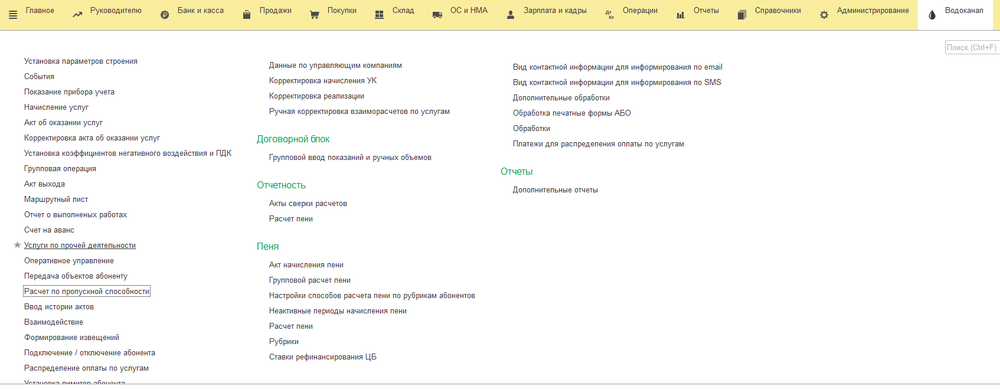 Главное
Руководителю
Банк и касса
Продажи
Покупки
Склад
ОС и НМА
Зарплата и кадры
Дт Кт
Операции
Отчеты
Справочники
Администрирование
Водоканал
Поиск (Ctrl+F)
Установка параметров строения
События
Показание прибора учета
Начисление услуг
Акт об оказании услуг
Корректировка акта об оказании услуг
Установка коэффициентов негативного воздействия и ПДК
Групповая операция
Акт выхода
Маршрутный лист
Отчет о выполненых работах
Счет на аванс
Услуги по прочей деятельности
Оперативное управление
Передача объектов абоненту
Расчет по пропускной способности
Ввод истории актов
Взаимодействие
Формирование извещений
Подключение / отключение абонента
Распределение оплаты по услугам
Установка лимитов абонента
Данные по управляющим компаниям
Корректировка начисления УК
Корректировка реализации
Ручная корректировка взаиморасчетов по услугам
Договорной блок
Групповой ввод показаний и ручных объемов
Отчетность
Акты сверки расчетов
Расчет пени
Пеня
Акт начисления пени
Групповой расчет пени
Настройки способов расчета пени по рубрикам абонентов
Неактивные периоды начисления пени
Расчет пени
Рубрики
Ставки рефинансирования ЦБ
Вид контактной информации для информирования по email
Вид контактной информации для информирования по SMS
Дополнительные обработки
Обработка печатные формы АБО
Обработки
Платежи для распределения оплаты по услугам
Отчеты
Дополнительные отчеты